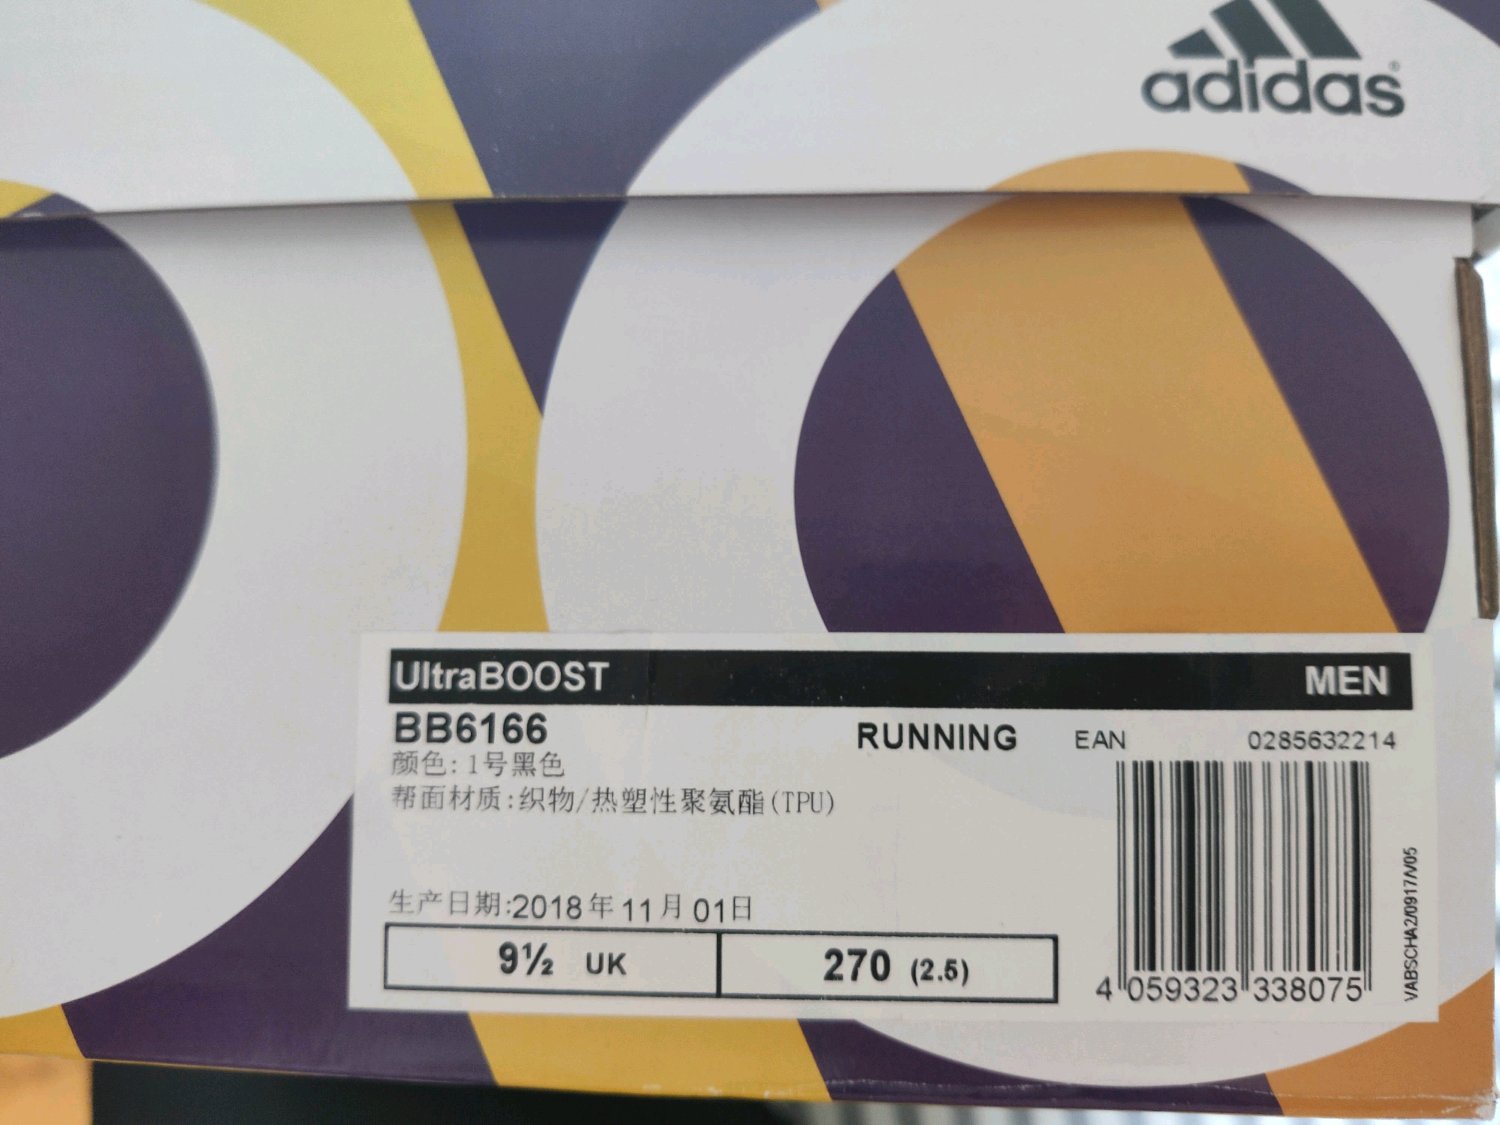 adidas®
UltraBOOST MEN
BB6166 RUNNING EAN 0285632214
颜色:1号黑色
帮面材质:织物/热塑性聚氨酯(TPU)
生产日期:2018年11月01日
9½ UK 270 (2.5)
4 059323 338075
VABSCHA2/0917/V05